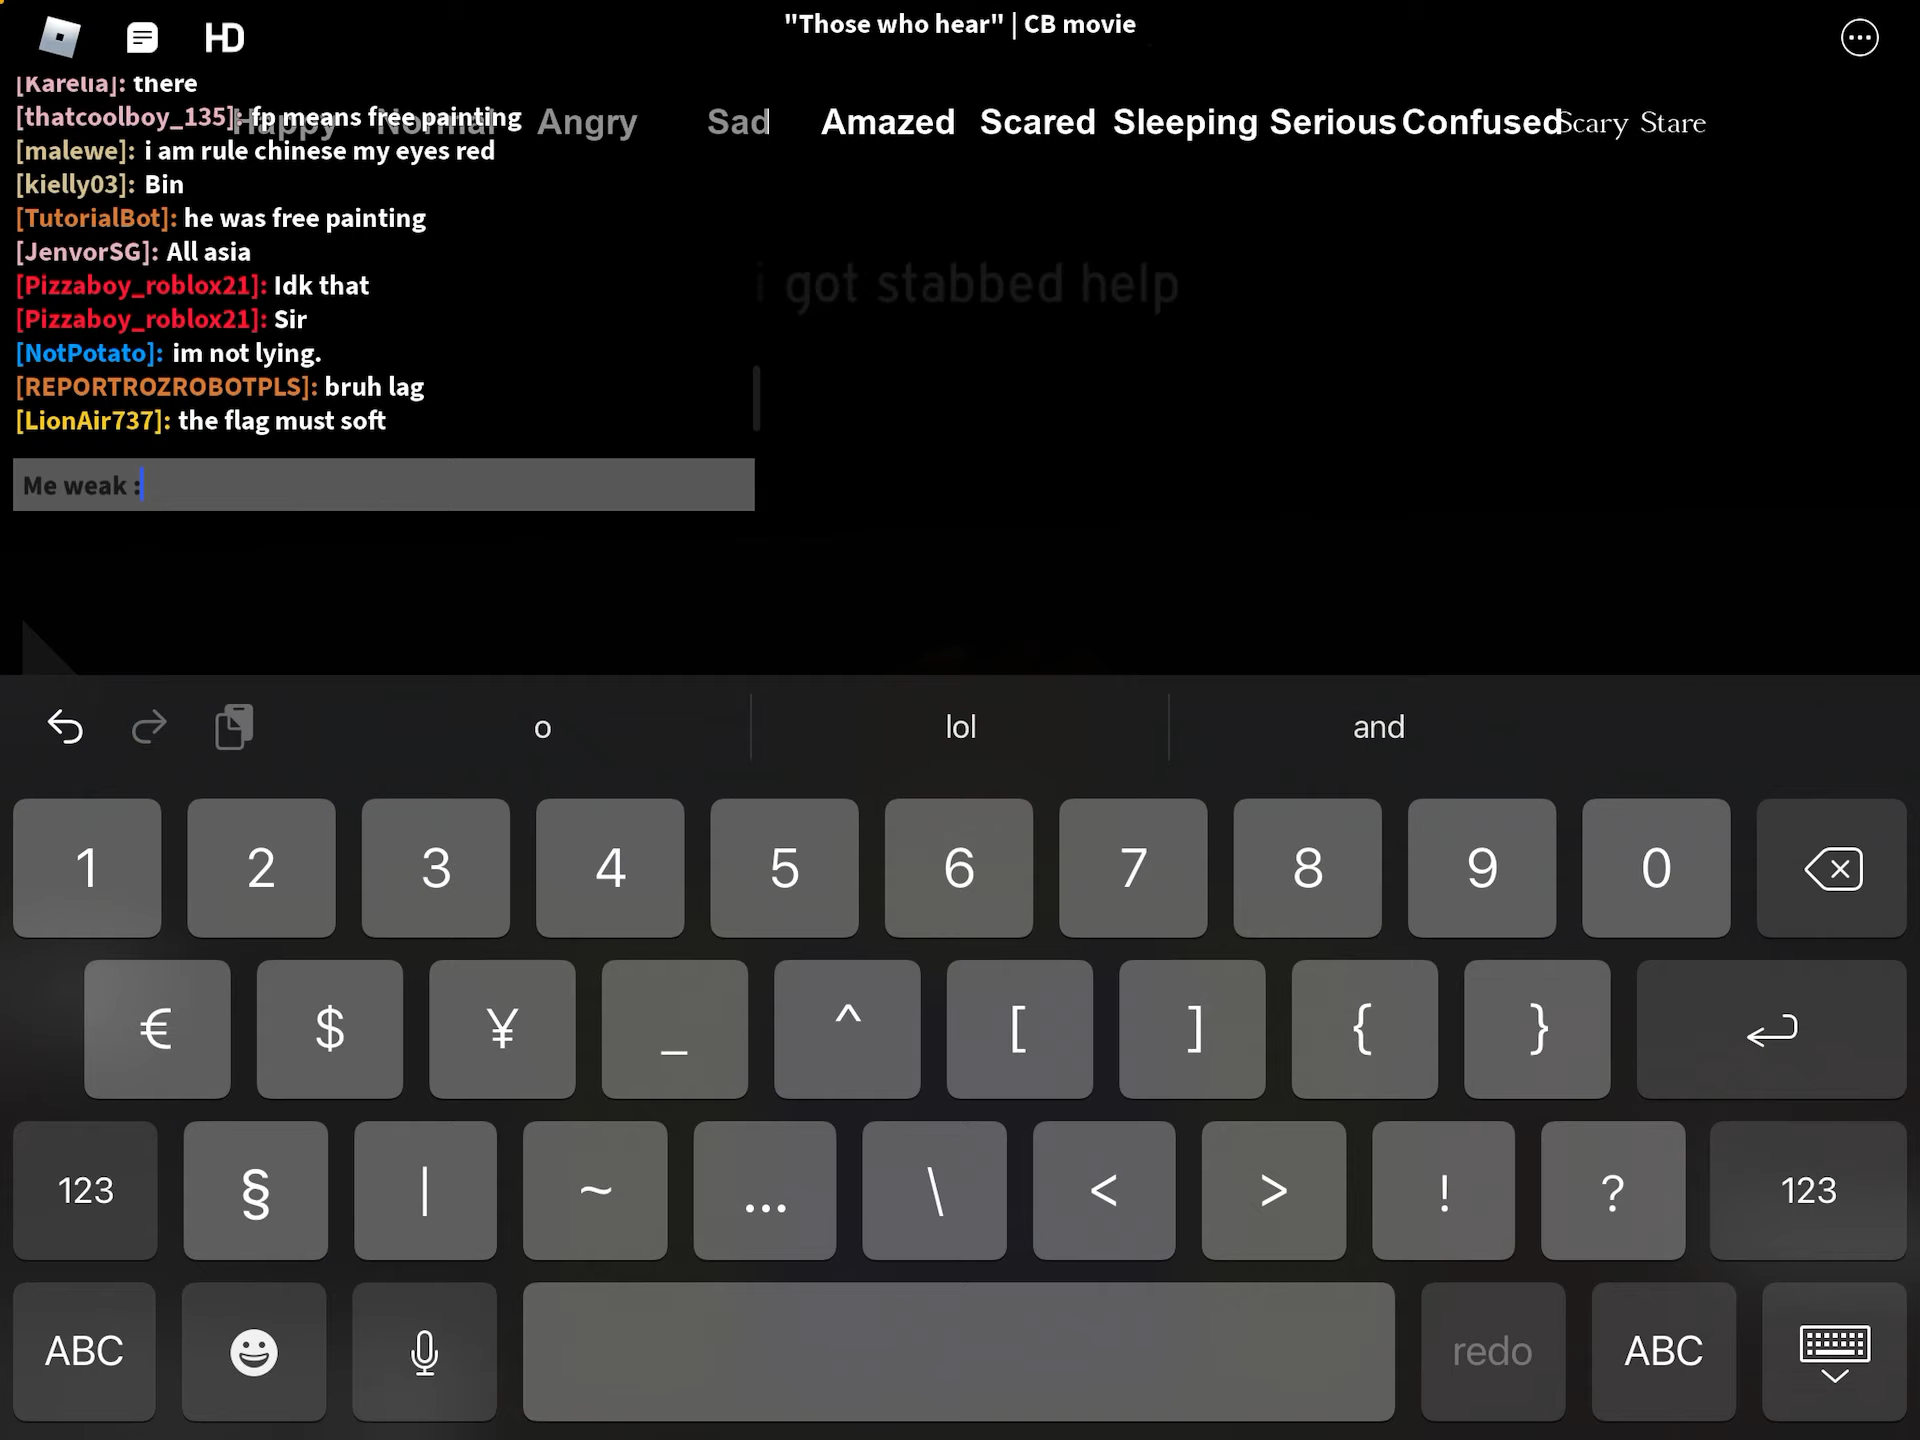 HD
"Those who hear" | CB movie
[Karelia]: there
[thatcoolboy_135]: fp means free painting
Happy Normal Angry Sad Amazed Scared Sleeping Serious Confused Scary Stare
[malewe]: i am rule chinese my eyes red
[kielly03]: Bin
[TutorialBot]: he was free painting
[JenvorSG]: All asia
[Pizzaboy_roblox21]: Idk that
i got stabbed help
[Pizzaboy_roblox21]: Sir
[NotPotato]: im not lying.
[REPORTROZROBOTPLS]: bruh lag
[LionAir737]: the flag must soft
Me weak :
o lol and
1 2 3 4 5 6 7 8 9 0
€ $ ¥ _ ^ [ ] { }
123 § | ~ … \ < > ! ? 123
ABC redo ABC